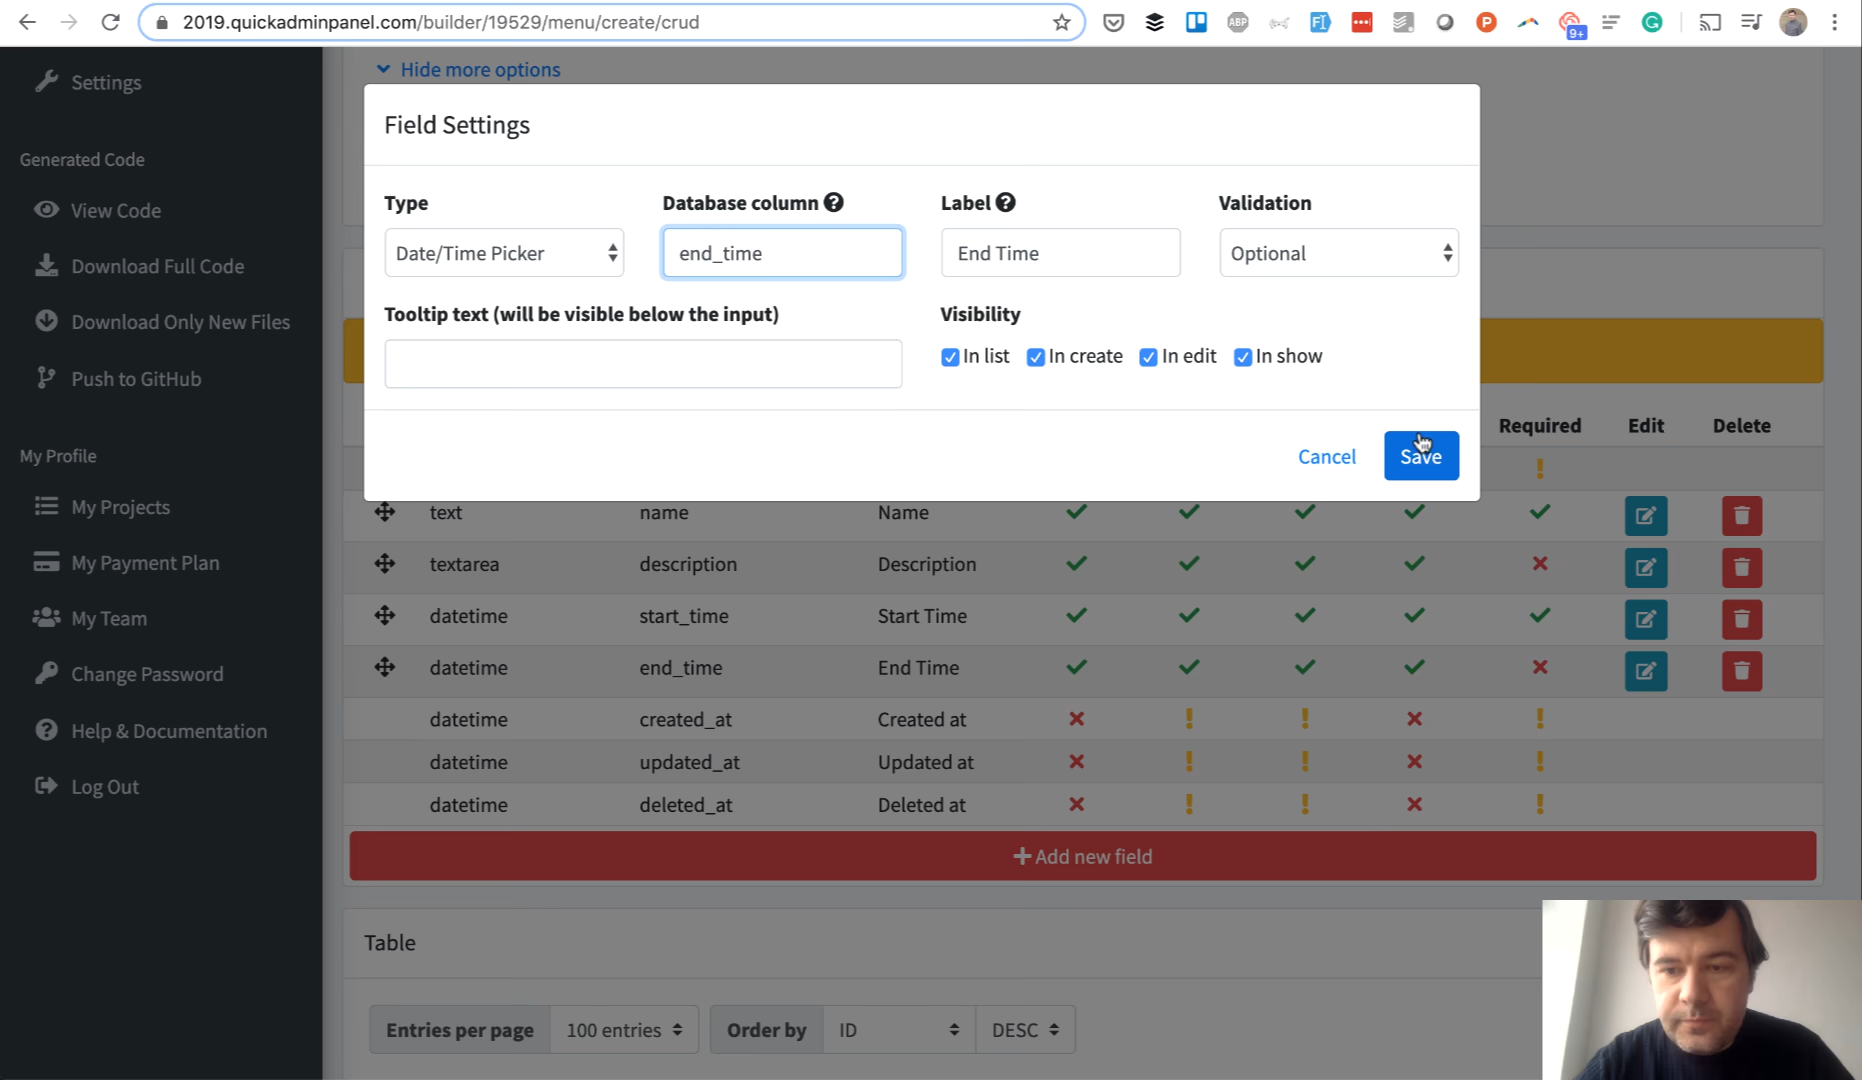 2019.quickadminpanel.com/builder/19529/menu/create/crud
ABP
P
9+
Settings
Generated Code
View Code
Download Full Code
Download Only New Files
Push to GitHub
My Profile
My Projects
My Payment Plan
My Team
Change Password
Help & Documentation
Log Out
Hide more options
Field Settings
Type
Database column
Label
Validation
Date/Time Picker
end_time
End Time
Optional
Tooltip text (will be visible below the input)
Visibility
In list
In create
In edit
In show
Cancel
Save
Required
Edit
Delete
text name Name
textarea description Description
datetime start_time Start Time
datetime end_time End Time
datetime created_at Created at
datetime updated_at Updated at
datetime deleted_at Deleted at
Add new field
Table
Entries per page 100 entries Order by ID DESC